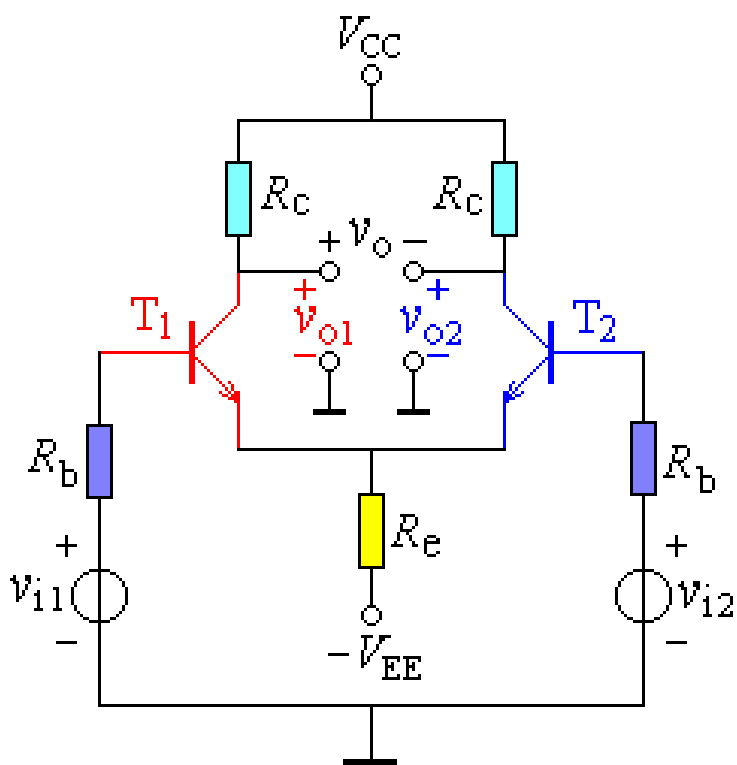 VCC
Rc Rc
+ vo −
T1 + vo1 − + vo2 − T2
Rb Rb
Re
+ vi1 − + vi2 −
−VEE